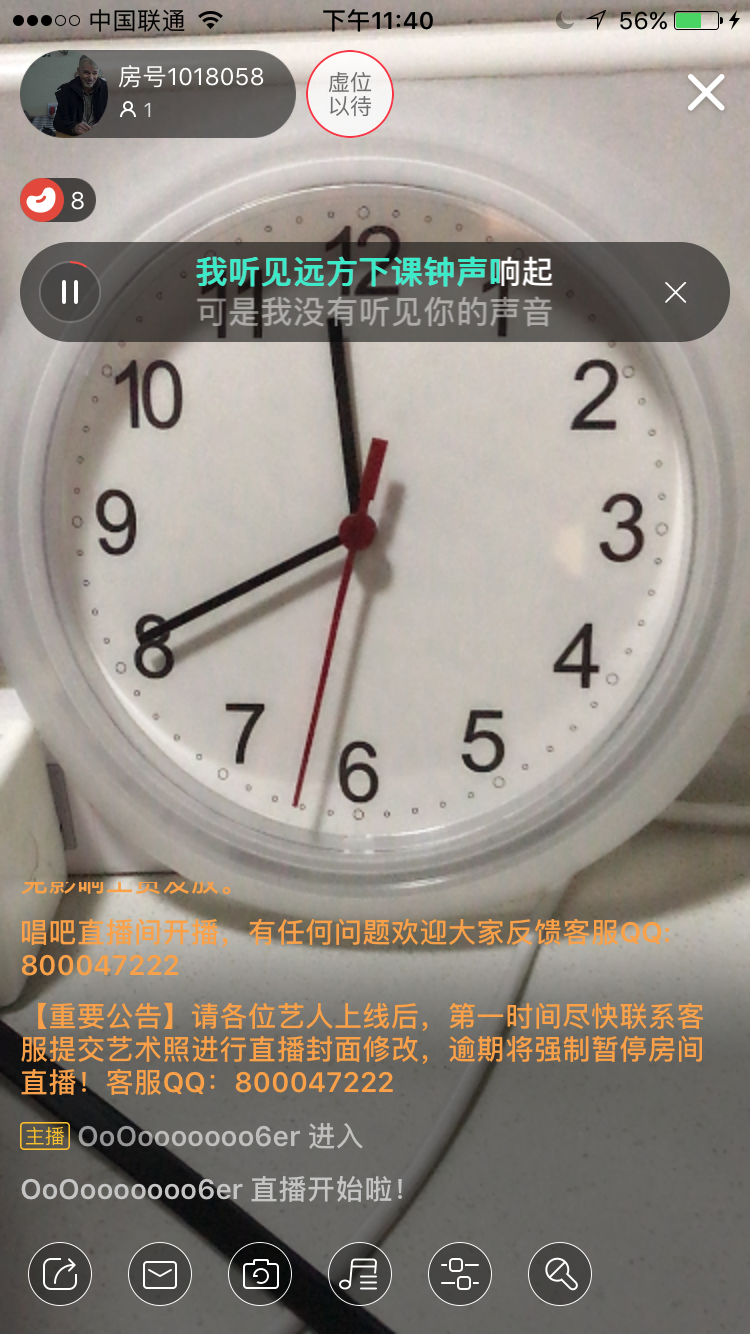 中国联通
下午11:40
56%
房号1018058
1
虚位
以待
8
我听见远方下课钟声响起
可是我没有听见你的声音
12
11
1
10
2
9
3
8
4
7
5
6
唱吧直播间开播，有任何问题欢迎大家反馈客服QQ:
800047222
【重要公告】请各位艺人上线后，第一时间尽快联系客
服提交艺术照进行直播封面修改，逾期将强制暂停房间
直播！客服QQ：800047222
主播 OoOooooooo6er 进入
OoOooooooo6er 直播开始啦！